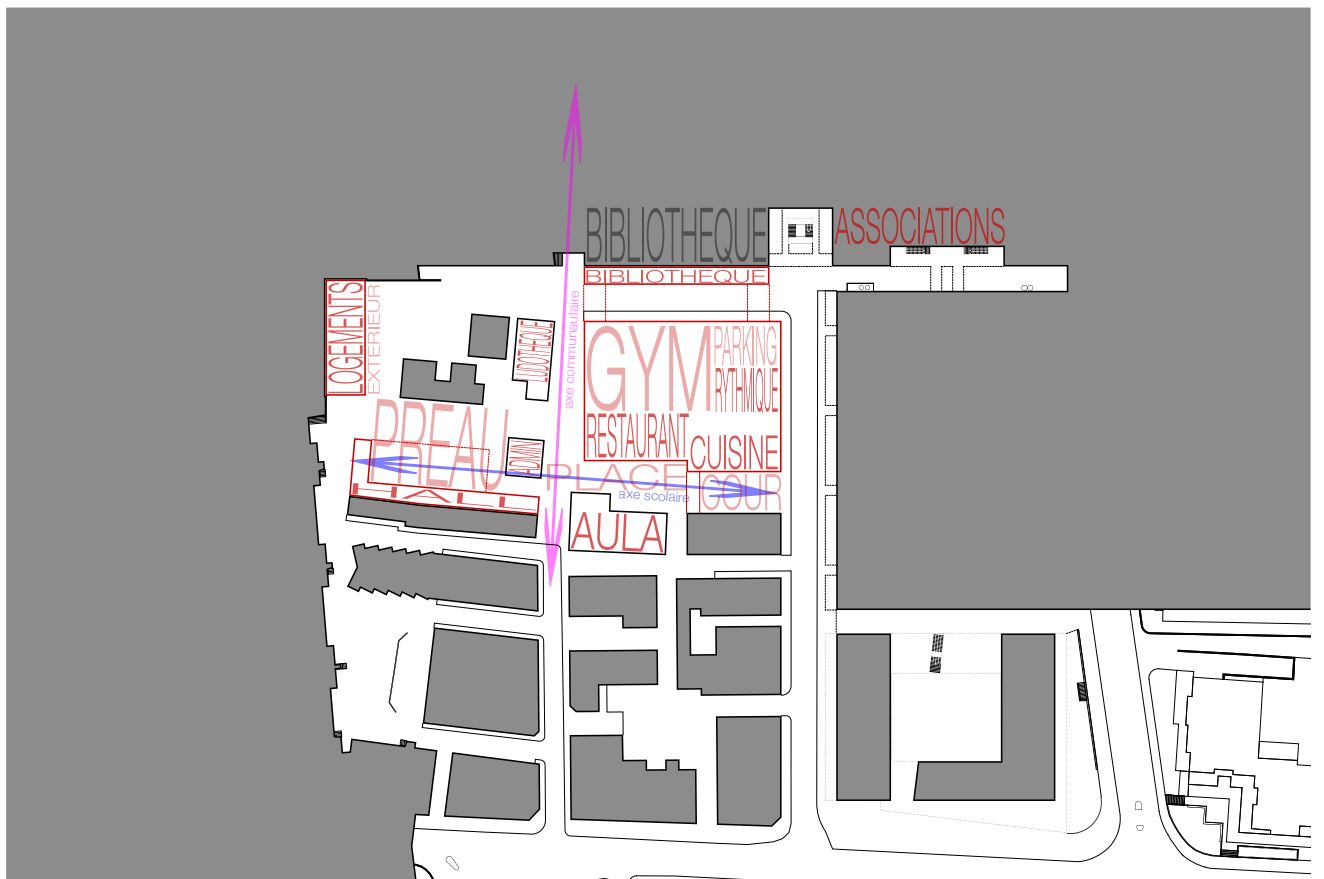 BIBLIOTHEQUE
ASSOCIATIONS
BIBLIOTHEQUE
LOGEMENTS
EXTERIEUR
LUDOTHEQUE
axe communautaire
GYM
PARKING
RYTHMIQUE
PREAU
RESTAURANT
CUISINE
ADMIN
PLACE
axe scolaire
COUR
AULA